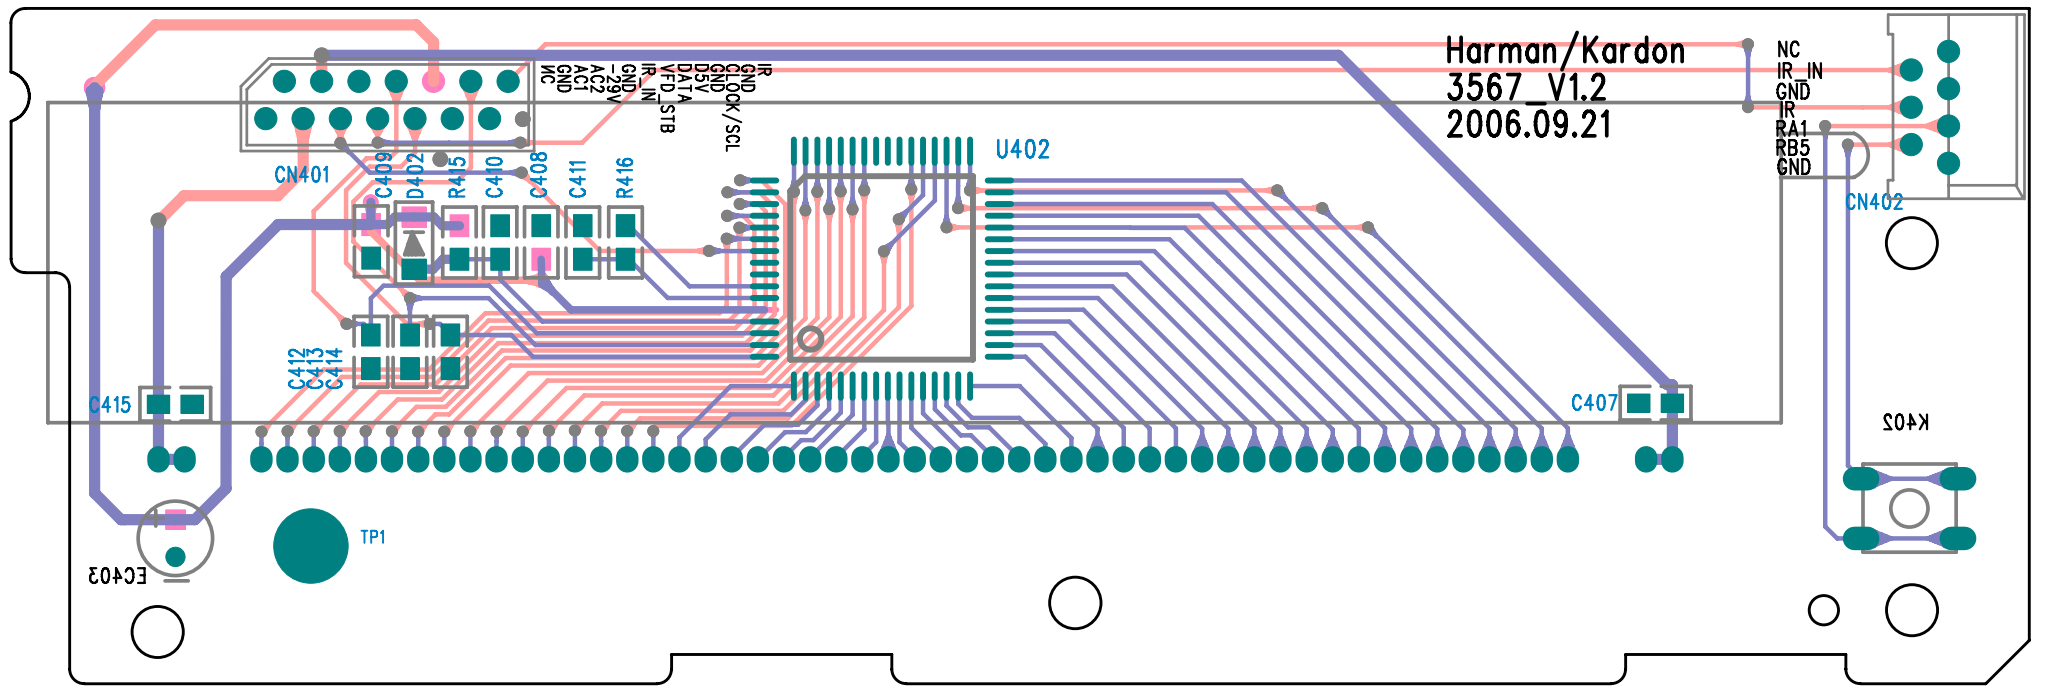 Harman/Kardon
3567_V1.2
2006.09.21
NC
IR_IN
GND
IR
RA1
RB5
GND
CN402
IR
GND
CLOCK/SCL
GND
D5V
DATA
VFD_STB
IR_IN
GND
-29V
AC2
AC1
GND
NC
CN401
C409
D402
R415
C410
C408
C411
R416
U402
C412
C413
C414
C415
C407
K402
TP1
EC403
+